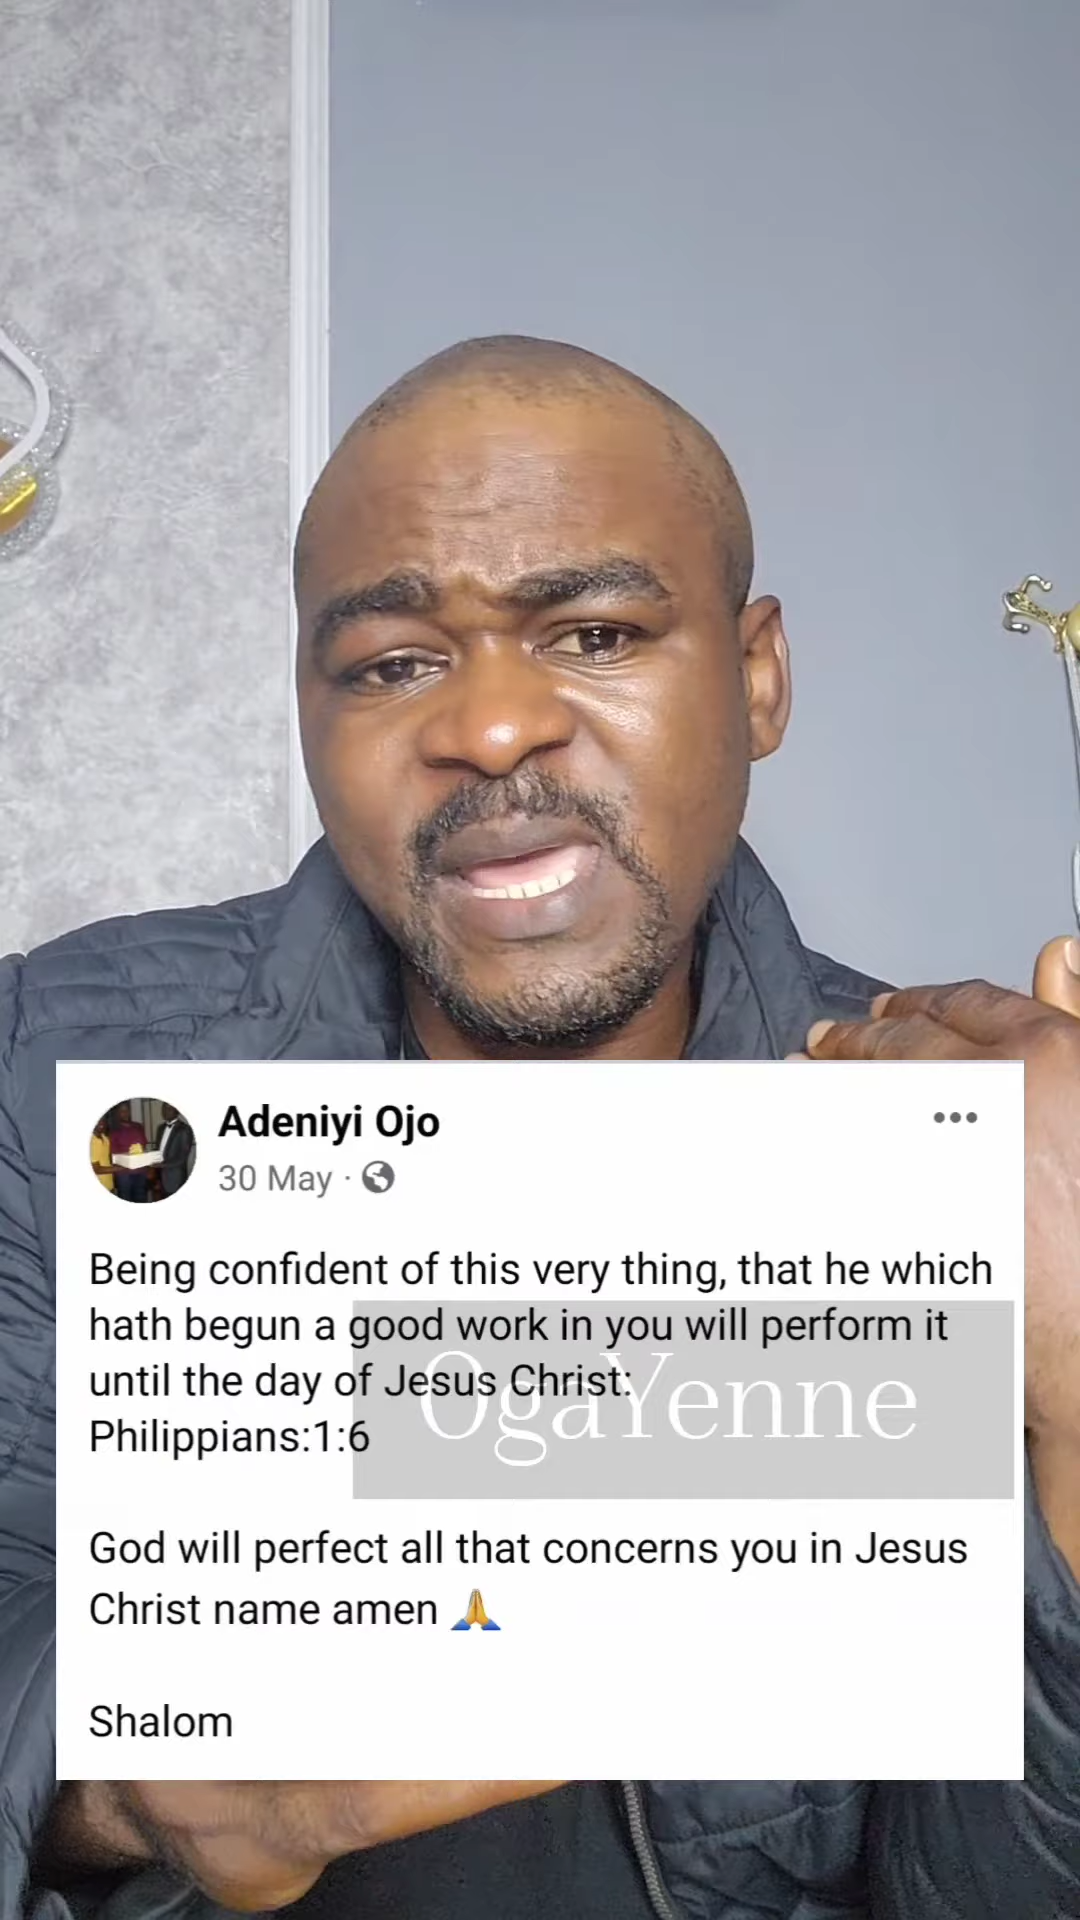 Adeniyi Ojo
30 May ·
Being confident of this very thing, that he which
hath begun a good work in you will perform it
until the day of Jesus Christ:
Philippians:1:6
OgaYenne
God will perfect all that concerns you in Jesus
Christ name amen 🙏
Shalom